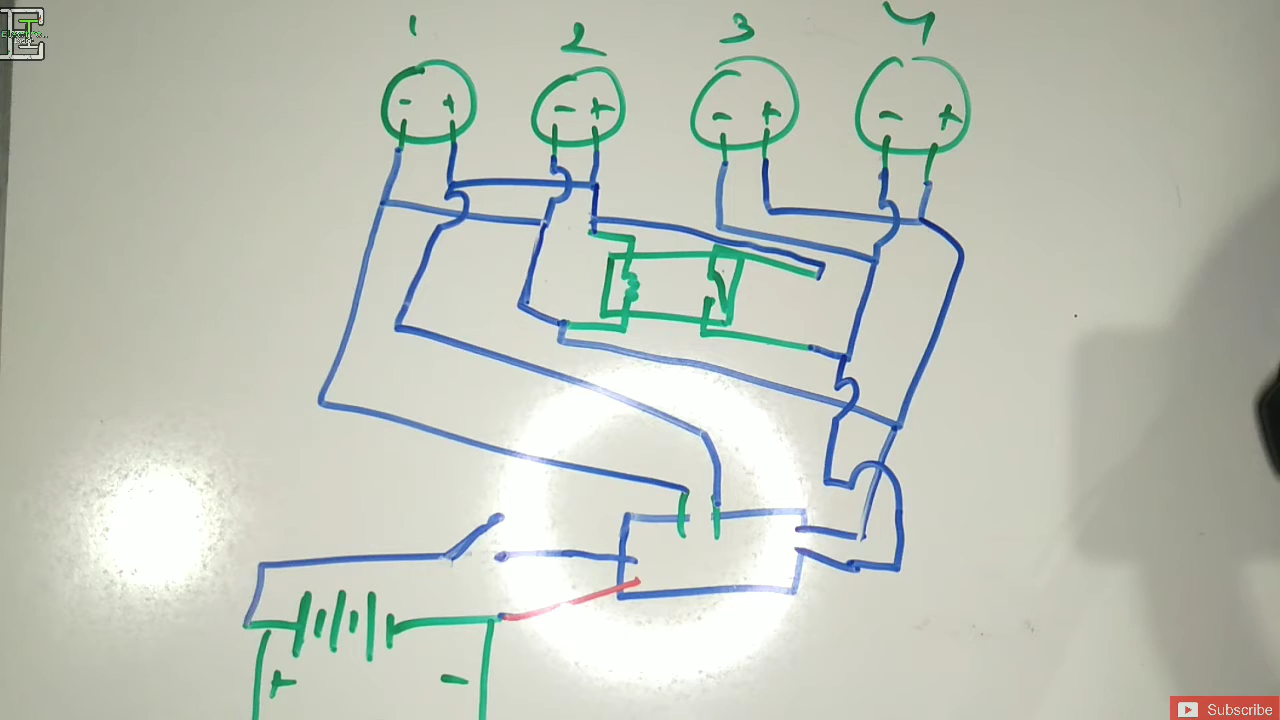 1 2 3 4
- + - + - + - +
+ -
Subscribe